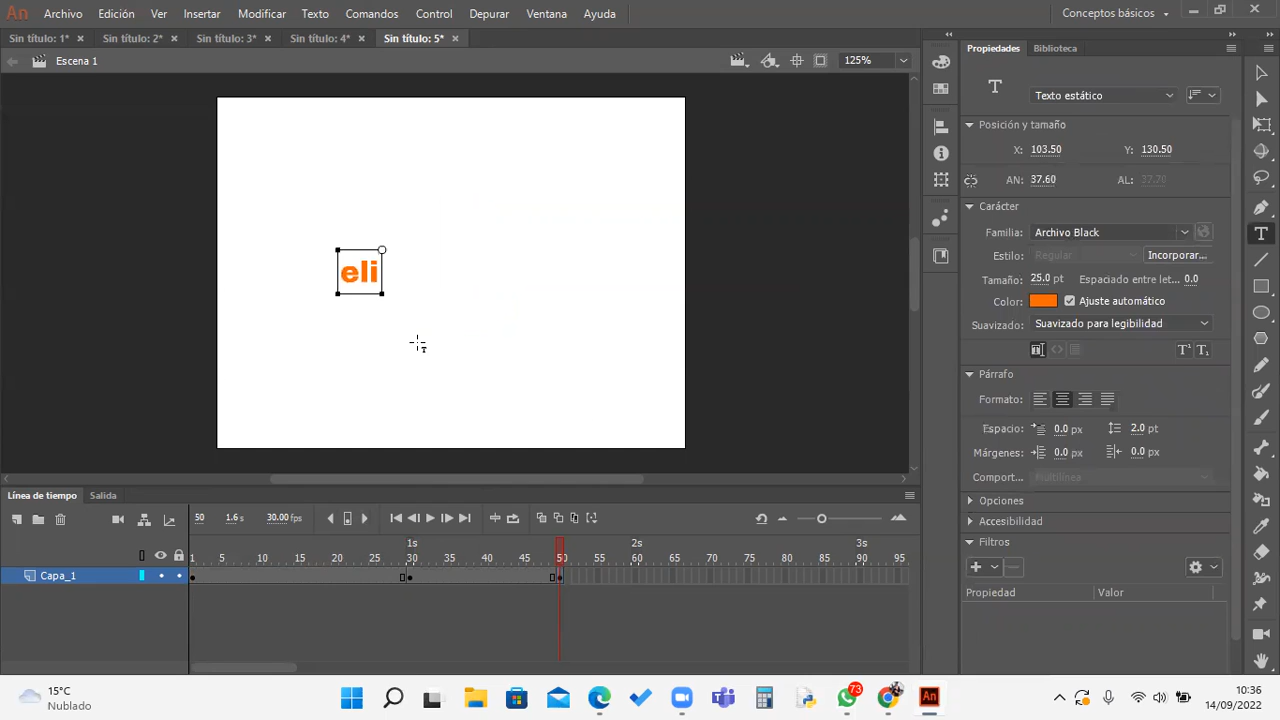 An Archivo Edición Ver Insertar Modificar Texto Comandos Control Depurar Ventana Ayuda Conceptos básicos
Sin título: 1* Sin título: 2* Sin título: 3* Sin título: 4* Sin título: 5*
Escena 1 125%
eli
Propiedades Biblioteca
T Texto estático
Posición y tamaño
X: 103.50 Y: 130.50
AN: 37.60 AL: 37.70
Carácter
Familia: Archivo Black
Estilo: Regular Incorporar...
Tamaño: 25.0 pt Espaciado entre let... 0.0
Color: Ajuste automático
Suavizado: Suavizado para legibilidad
Párrafo
Formato:
Espacio: 0.0 px 2.0 pt
Márgenes: 0.0 px 0.0 px
Comport... Multilínea
Opciones
Accesibilidad
Filtros
Propiedad Valor
Línea de tiempo Salida
50 1.6 s 30.00 fps
1s 2s 3s
1 5 10 15 20 25 30 35 40 45 50 55 60 65 70 75 80 85 90 95
Capa_1
15°C
Nublado
73
An
10:36
14/09/2022